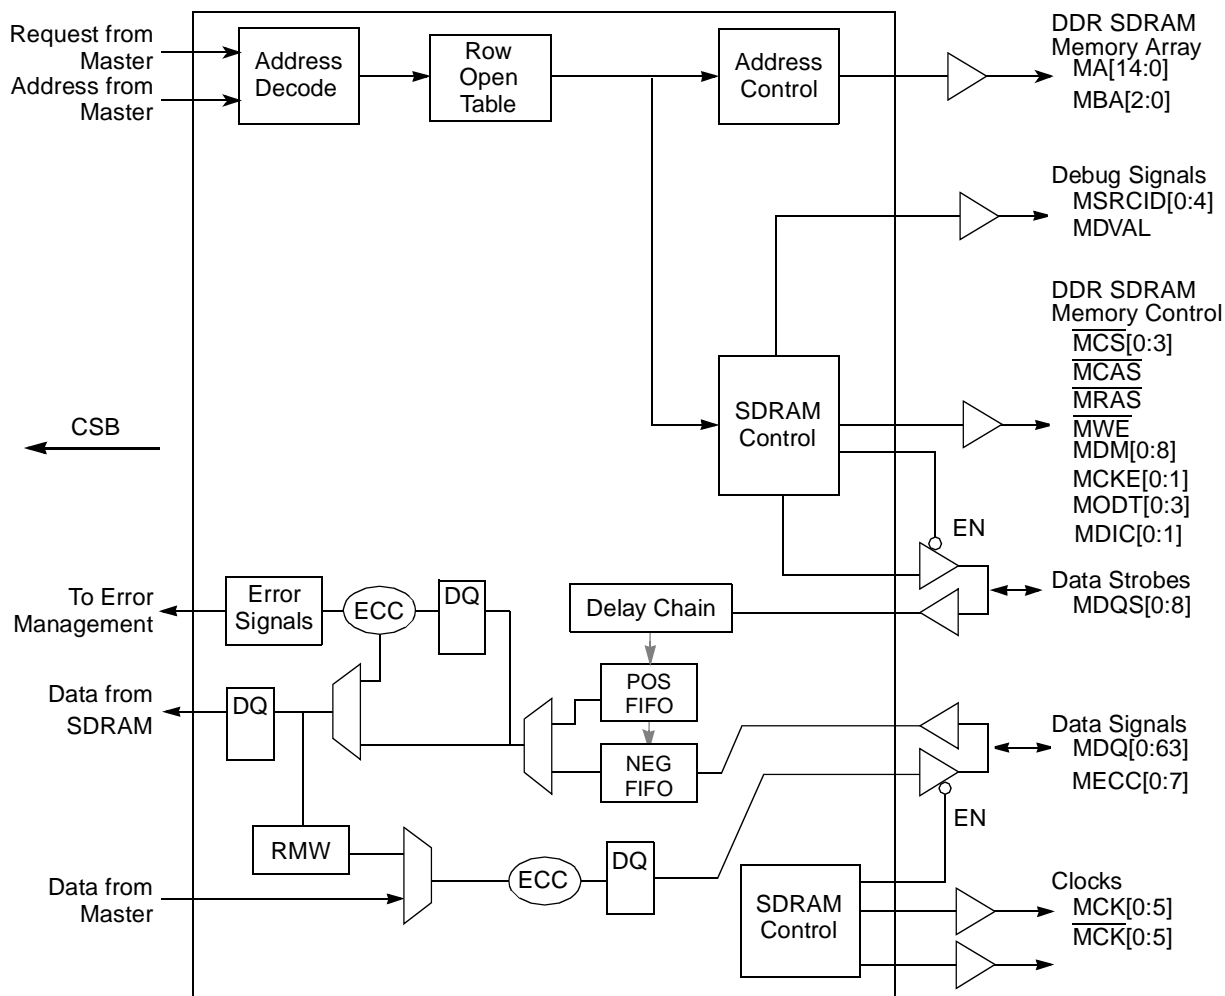 Request from
Master
Address from
Master
Address
Decode
Row
Open
Table
Address
Control
DDR SDRAM
Memory Array
MA[14:0]
MBA[2:0]
Debug Signals
MSRCID[0:4]
MDVAL
DDR SDRAM
Memory Control
M̅C̅S̅[0:3]
M̅C̅A̅S̅
M̅R̅A̅S̅
M̅W̅E̅
MDM[0:8]
MCKE[0:1]
MODT[0:3]
MDIC[0:1]
SDRAM
Control
CSB
EN
To Error
Management
Error
Signals
ECC
DQ
Delay Chain
Data Strobes
MDQS[0:8]
Data from
SDRAM
DQ
POS
FIFO
NEG
FIFO
Data Signals
MDQ[0:63]
MECC[0:7]
EN
RMW
Data from
Master
ECC
DQ
SDRAM
Control
Clocks
MCK[0:5]
M̅C̅K̅[0:5]